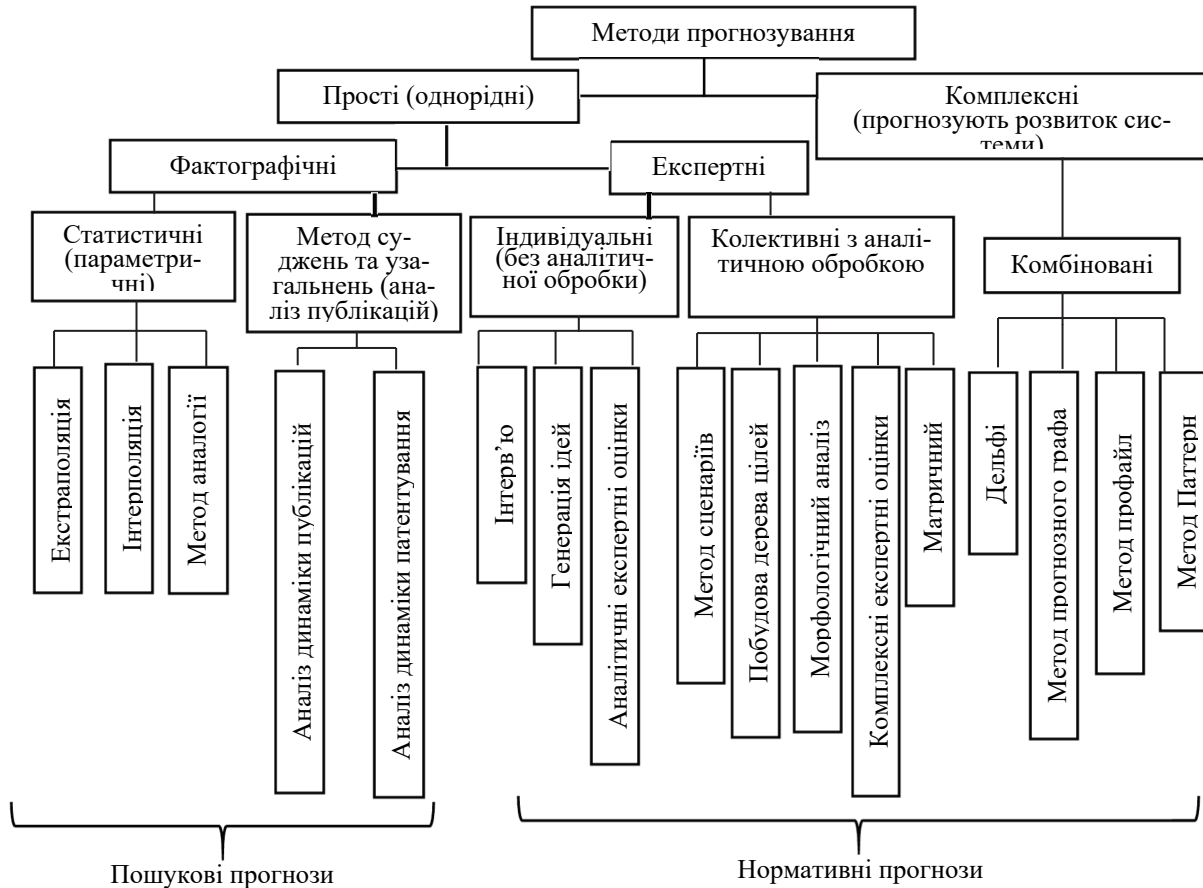 Методи прогнозування
Прості (однорідні)
Комплексні
(прогнозують розвиток сис-
теми)
Фактографічні
Експертні
Статистичні
(параметри-
чні)
Метод су-
джень та уза-
гальнень (ана-
ліз публікацій)
Індивідуальні
(без аналітич-
ної обробки)
Колективні з аналі-
тичною обробкою
Комбіновані
Екстраполяція
Інтерполяція
Метод аналогії
Аналіз динаміки публікацій
Аналіз динаміки патентування
Інтерв’ю
Генерація ідей
Аналітичні експертні оцінки
Метод сценаріїв
Побудова дерева цілей
Морфологічний аналіз
Комплексні експертні оцінки
Матричний
Дельфі
Метод прогнозного графа
Метод профайл
Метод Паттерн
Пошукові прогнози
Нормативні прогнози